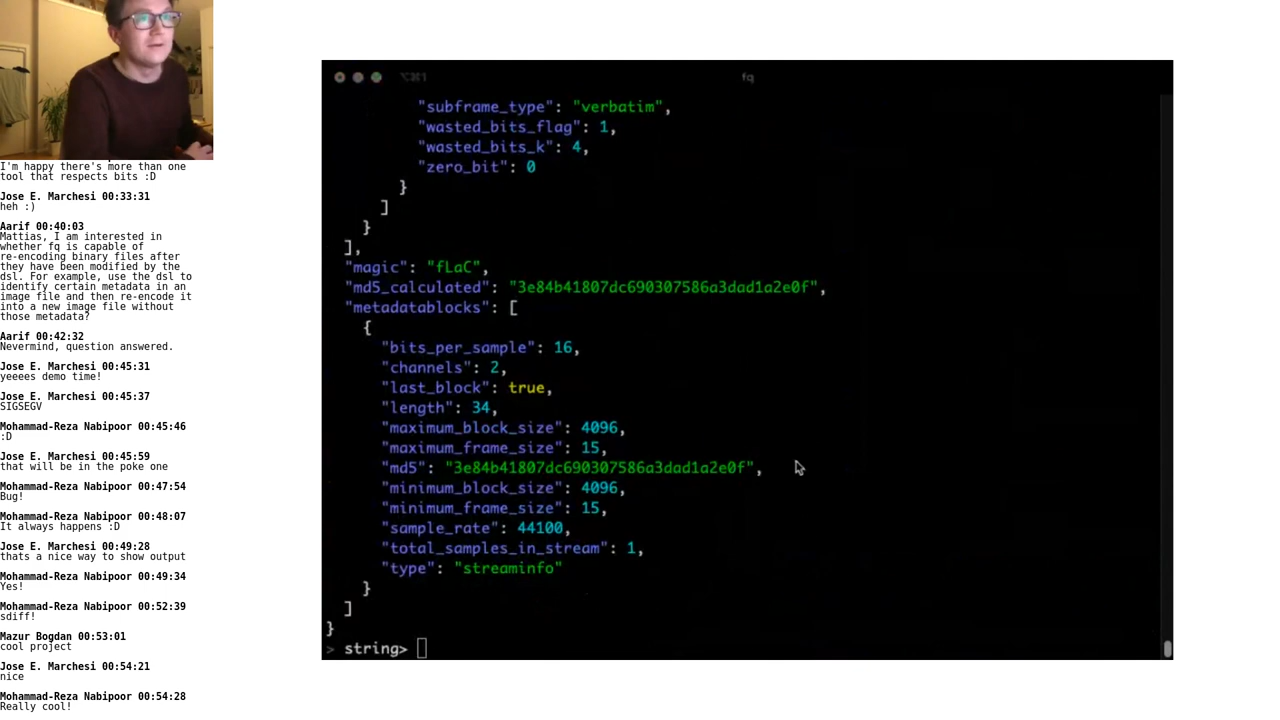 I'm happy there's more than one
tool that respects bits :D
Jose E. Marchesi 00:33:31
heh :)
Aarif 00:40:03
Mattias, I am interested in
whether fq is capable of
re-encoding binary files after
they have been modified by the
dsl. For example, use the dsl to
identify certain metadata in an
image file and then re-encode it
into a new image file without
those metadata?
Aarif 00:42:32
Nevermind, question answered.
Jose E. Marchesi 00:45:31
yeeees demo time!
Jose E. Marchesi 00:45:37
SIGSEGV
Mohammad-Reza Nabipoor 00:45:46
:D
Jose E. Marchesi 00:45:59
that will be in the poke one
Mohammad-Reza Nabipoor 00:47:54
Bug!
Mohammad-Reza Nabipoor 00:48:07
It always happens :D
Jose E. Marchesi 00:49:28
thats a nice way to show output
Mohammad-Reza Nabipoor 00:49:34
Yes!
Mohammad-Reza Nabipoor 00:52:39
sdiff!
Mazur Bogdan 00:53:01
cool project
Jose E. Marchesi 00:54:21
nice
Mohammad-Reza Nabipoor 00:54:28
Really cool!
⌥⌘1 fq
"subframe_type": "verbatim",
"wasted_bits_flag": 1,
"wasted_bits_k": 4,
"zero_bit": 0
}
]
}
],
"magic": "fLaC",
"md5_calculated": "3e84b41807dc690307586a3dad1a2e0f",
"metadatablocks": [
{
"bits_per_sample": 16,
"channels": 2,
"last_block": true,
"length": 34,
"maximum_block_size": 4096,
"maximum_frame_size": 15,
"md5": "3e84b41807dc690307586a3dad1a2e0f",
"minimum_block_size": 4096,
"minimum_frame_size": 15,
"sample_rate": 44100,
"total_samples_in_stream": 1,
"type": "streaminfo"
}
]
}
> string>